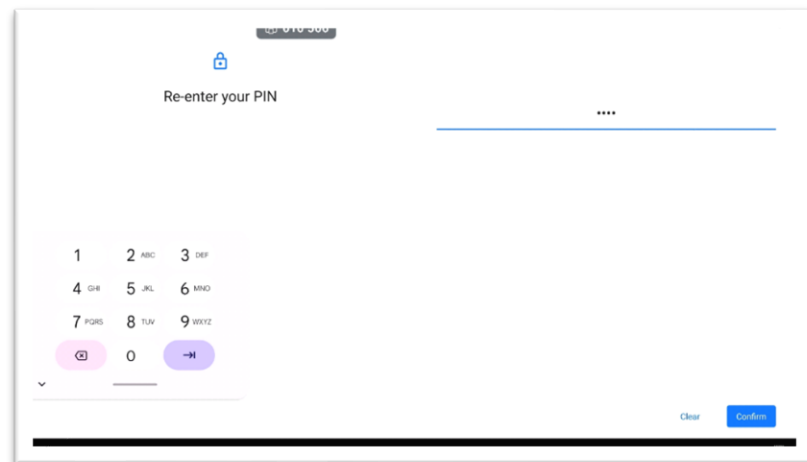 Re-enter your PIN
••••
1 2 ABC 3 DEF
4 GHI 5 JKL 6 MNO
7 PQRS 8 TUV 9 WXYZ
0
Clear Confirm